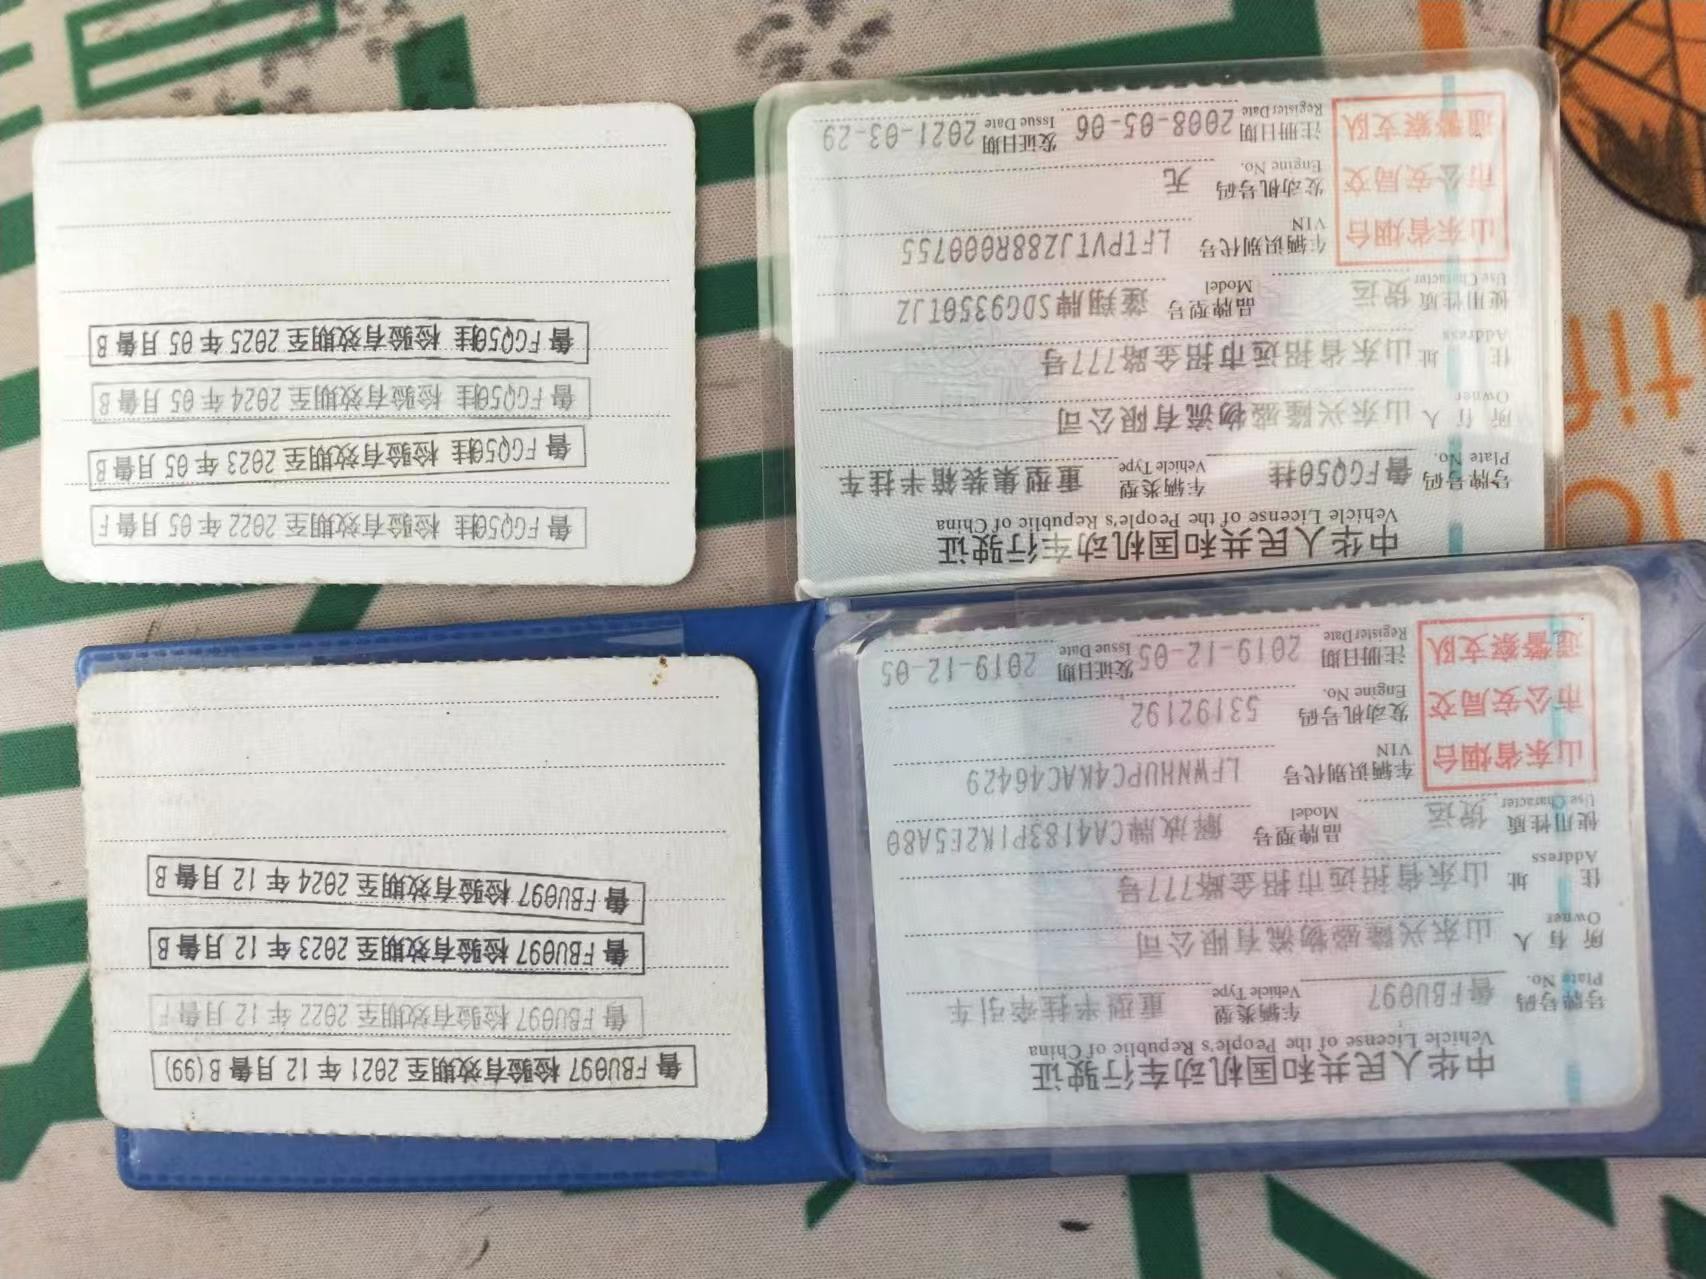 中华人民共和国机动车行驶证
Vehicle License of the People's Republic of China
号牌号码 鲁FBU097 车辆类型 重型半挂牵引车
Plate No. Vehicle Type
所有人 山东兴隆盛物流有限公司
Owner
住址 山东省招远市招金路777号
Address
使用性质 货运 品牌型号 解放牌CA4183P1K2E5A80
Use Character Model
山东省烟台
市公安局交
通警察支队
车辆识别代号 LFWNHUPC4KAC46429
VIN
发动机号码 53192192
Engine No.
注册日期 2019-12-05 发证日期 2019-12-05
Register Date Issue Date
鲁FBU097 检验有效期至2021年12月鲁B(99)
鲁FBU097 检验有效期至2022年12月鲁F
鲁FBU097 检验有效期至2023年12月鲁B
鲁FBU097 检验有效期至2024年12月鲁B
中华人民共和国机动车行驶证
Vehicle License of the People's Republic of China
号牌号码 鲁FGQ50挂 车辆类型 重型集装箱半挂车
Plate No. Vehicle Type
所有人 山东兴隆盛物流有限公司
Owner
住址 山东省招远市招金路777号
Address
使用性质 货运 品牌型号 蓬翔牌SDG9350TJZ
Use Character Model
山东省烟台
市公安局交
通警察支队
车辆识别代号 LFTPVTJZ88R000755
VIN
发动机号码 无
Engine No.
注册日期 2008-05-06 发证日期 2021-03-29
Register Date Issue Date
鲁FGQ50挂 检验有效期至2022年05月鲁F
鲁FGQ50挂 检验有效期至2023年05月鲁B
鲁FGQ50挂 检验有效期至2024年05月鲁B
鲁FGQ50挂 检验有效期至2025年05月鲁B
tif